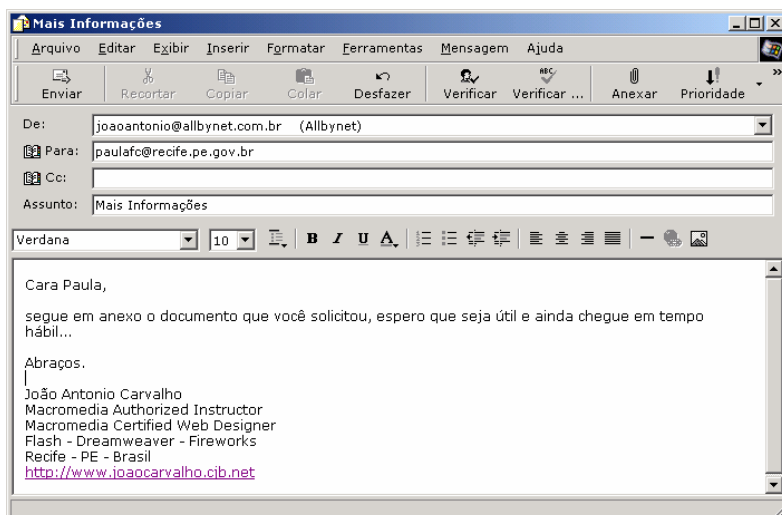 Mais Informações
Arquivo Editar Exibir Inserir Formatar Ferramentas Mensagem Ajuda
Enviar Recortar Copiar Colar Desfazer Verificar Verificar ... Anexar Prioridade »
De: joaoantonio@allbynet.com.br (Allbynet)
Para: paulafc@recife.pe.gov.br
Cc:
Assunto: Mais Informações
Verdana 10 B I U A
Cara Paula,
segue em anexo o documento que você solicitou, espero que seja útil e ainda chegue em tempo
hábil...
Abraços.
João Antonio Carvalho
Macromedia Authorized Instructor
Macromedia Certified Web Designer
Flash - Dreamweaver - Fireworks
Recife - PE - Brasil
http://www.joaocarvalho.cjb.net